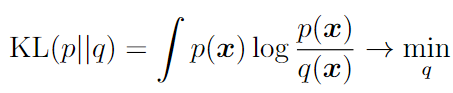 KL(p||q) = ∫ p(𝒙) log p(𝒙)/q(𝒙) → min_q